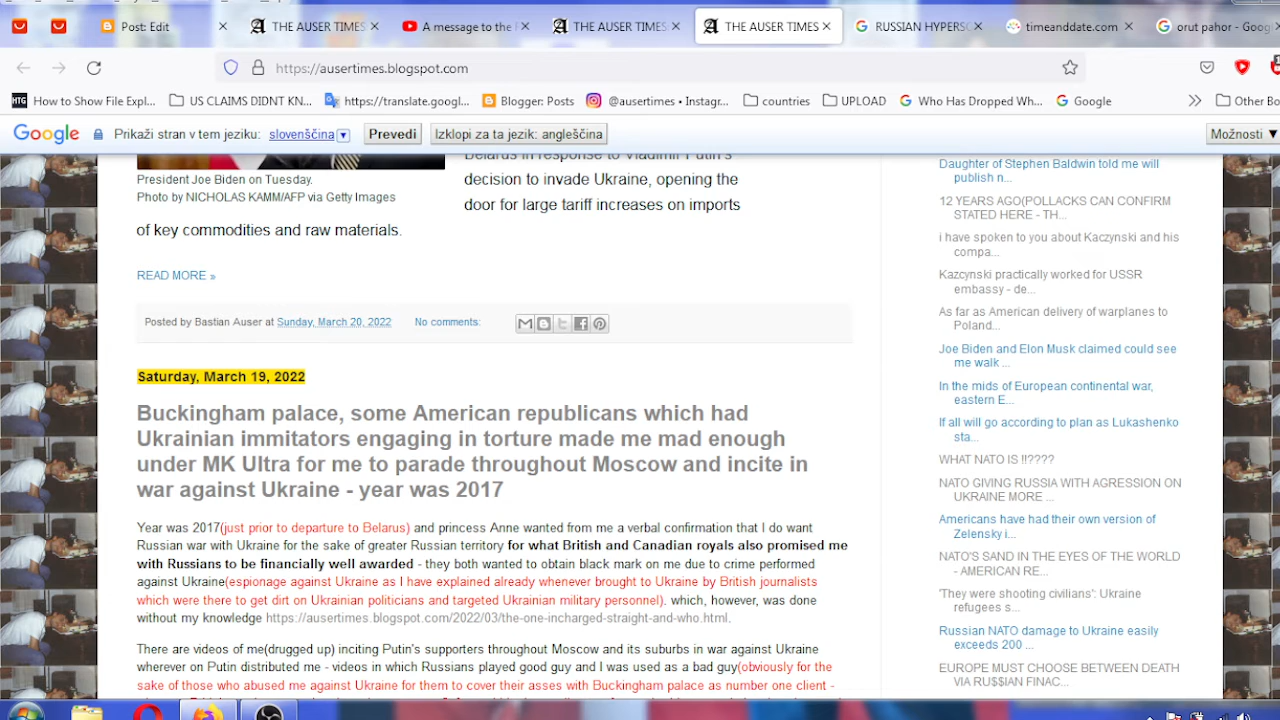 Post: Edit
THE AUSER TIMES
A message to the
THE AUSER TIMES
THE AUSER TIMES
RUSSIAN HYPERSO
timeanddate.com
orut pahor - Goog
https://ausertimes.blogspot.com
How to Show File Expl...
US CLAIMS DIDNT KN...
https://translate.googl...
Blogger: Posts
@ausertimes • Instagr...
countries
UPLOAD
Who Has Dropped Wh...
Google
Other Bo
Google
Prikaži stran v tem jeziku: slovenščina
Prevedi
Izklopi za ta jezik: angleščina
Možnosti
Belarus in response to Vladimir Putin's
President Joe Biden on Tuesday.
decision to invade Ukraine, opening the
Photo by NICHOLAS KAMM/AFP via Getty Images
door for large tariff increases on imports
of key commodities and raw materials.
READ MORE »
Posted by Bastian Auser at Sunday, March 20, 2022
No comments:
Saturday, March 19, 2022
Buckingham palace, some American republicans which had
Ukrainian immitators engaging in torture made me mad enough
under MK Ultra for me to parade throughout Moscow and incite in
war against Ukraine - year was 2017
Year was 2017(just prior to departure to Belarus) and princess Anne wanted from me a verbal confirmation that I do want
Russian war with Ukraine for the sake of greater Russian territory for what British and Canadian royals also promised me
with Russians to be financially well awarded - they both wanted to obtain black mark on me due to crime performed
against Ukraine(espionage against Ukraine as I have explained already whenever brought to Ukraine by British journalists
which were there to get dirt on Ukrainian politicians and targeted Ukrainian military personnel). which, however, was done
without my knowledge https://ausertimes.blogspot.com/2022/03/the-one-incharged-straight-and-who.html.
There are videos of me(dressed up) inciting Putin's supporters throughout Moscow and its suburbs in war against Ukraine
wherever on Putin distributed me - videos in which Russians played good guy and I was used as a bad guy(obviously for the
sake of those who abused me against Ukraine for them to cover their asses with Buckingham palace as number one client -
Daughter of Stephen Baldwin told me will
publish n...
12 YEARS AGO(POLLACKS CAN CONFIRM
STATED HERE - TH...
i have spoken to you about Kaczynski and his
compa...
Kazcynski practically worked for USSR
embassy - de...
As far as American delivery of warplanes to
Poland...
Joe Biden and Elon Musk claimed could see
me walk ...
In the mids of European continental war,
eastern E...
If all will go according to plan as Lukashenko
sta...
WHAT NATO IS !!????
NATO GIVING RUSSIA WITH AGRESSION ON
UKRAINE MORE ...
Americans have had their own version of
Zelensky i...
NATO'S SAND IN THE EYES OF THE WORLD
- AMERICAN RE...
'They were shooting civilians': Ukraine
refugees s...
Russian NATO damage to Ukraine easily
exceeds 200 ...
EUROPE MUST CHOOSE BETWEEN DEATH
VIA RU$$IAN FINAC...